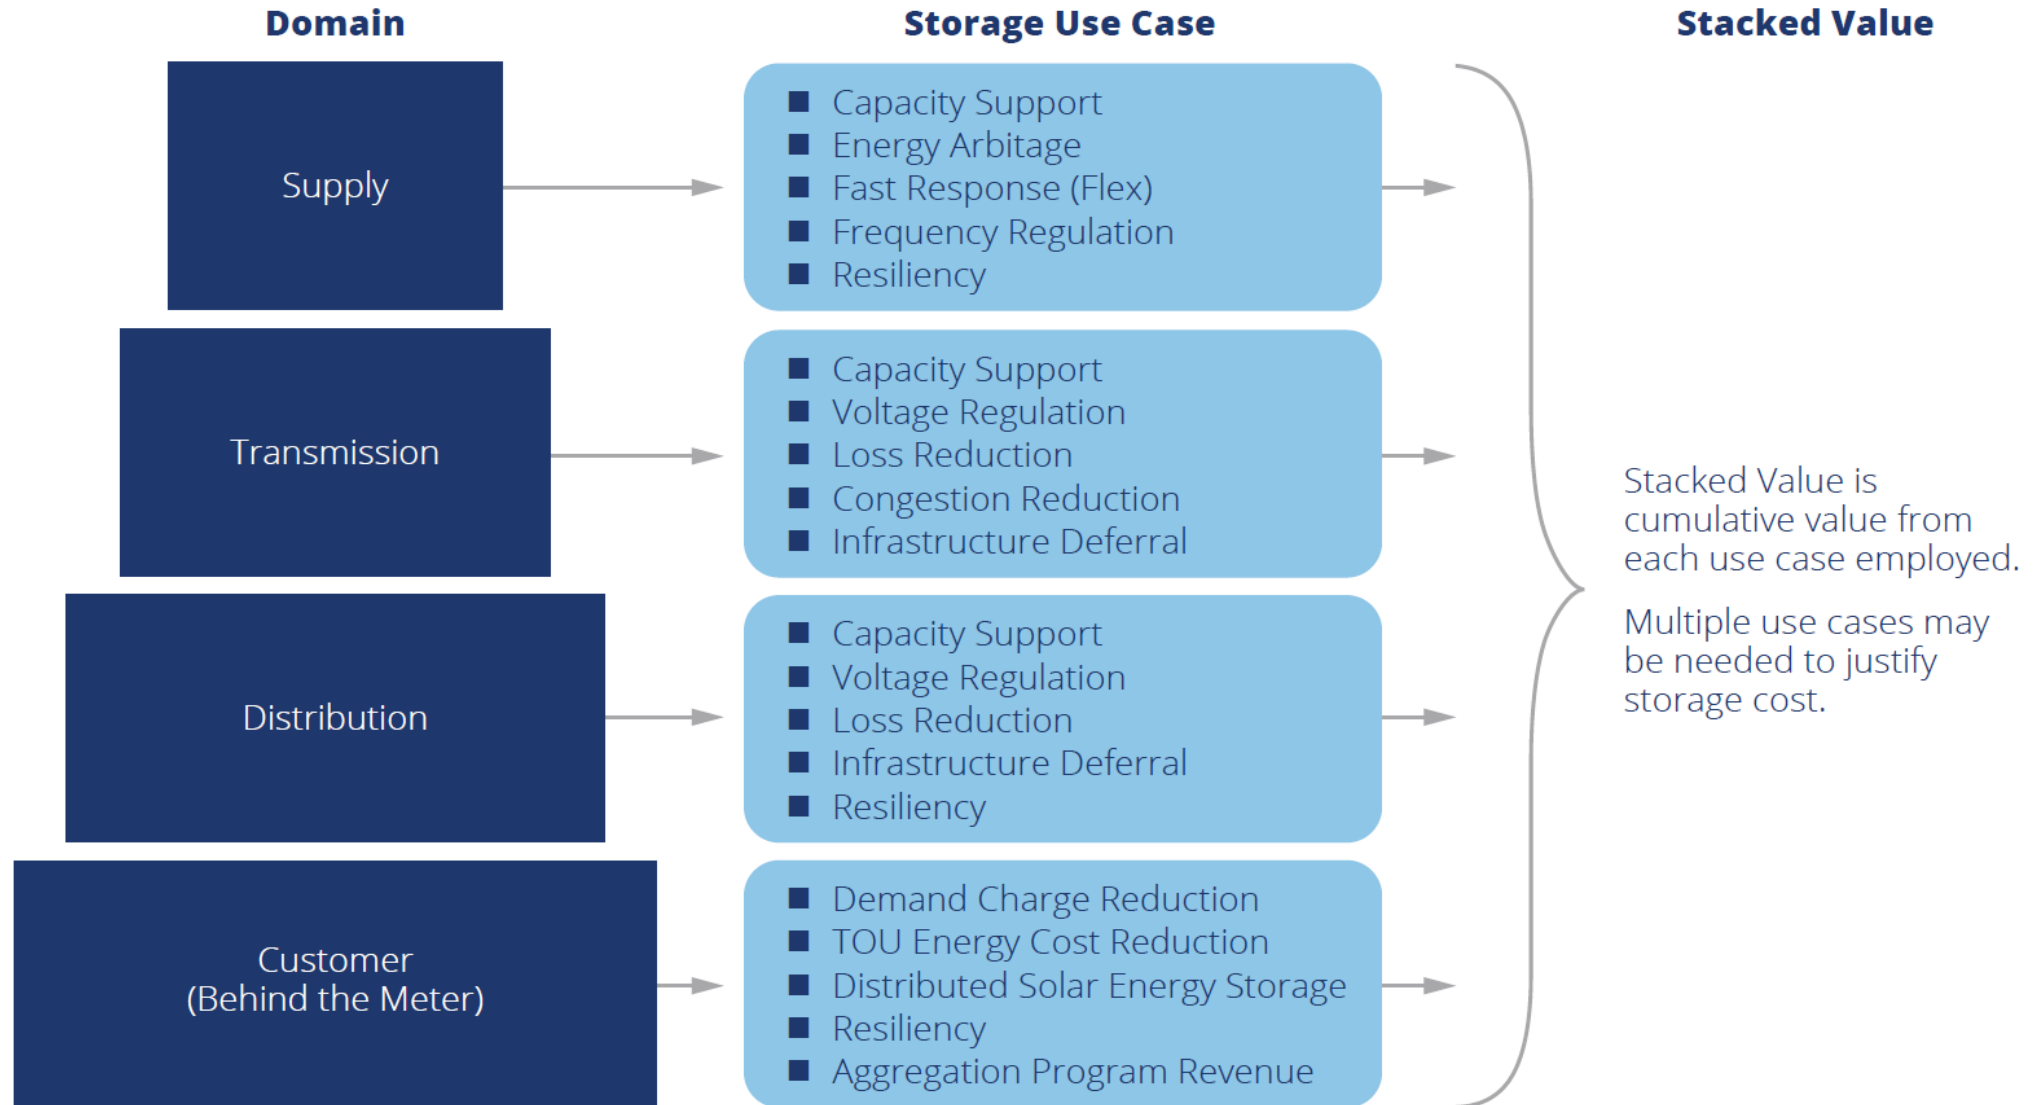 Domain
Storage Use Case
Stacked Value
Supply
Capacity Support
Energy Arbitage
Fast Response (Flex)
Frequency Regulation
Resiliency
Transmission
Capacity Support
Voltage Regulation
Loss Reduction
Congestion Reduction
Infrastructure Deferral
Distribution
Capacity Support
Voltage Regulation
Loss Reduction
Infrastructure Deferral
Resiliency
Customer
(Behind the Meter)
Demand Charge Reduction
TOU Energy Cost Reduction
Distributed Solar Energy Storage
Resiliency
Aggregation Program Revenue
Stacked Value is
cumulative value from
each use case employed.
Multiple use cases may
be needed to justify
storage cost.